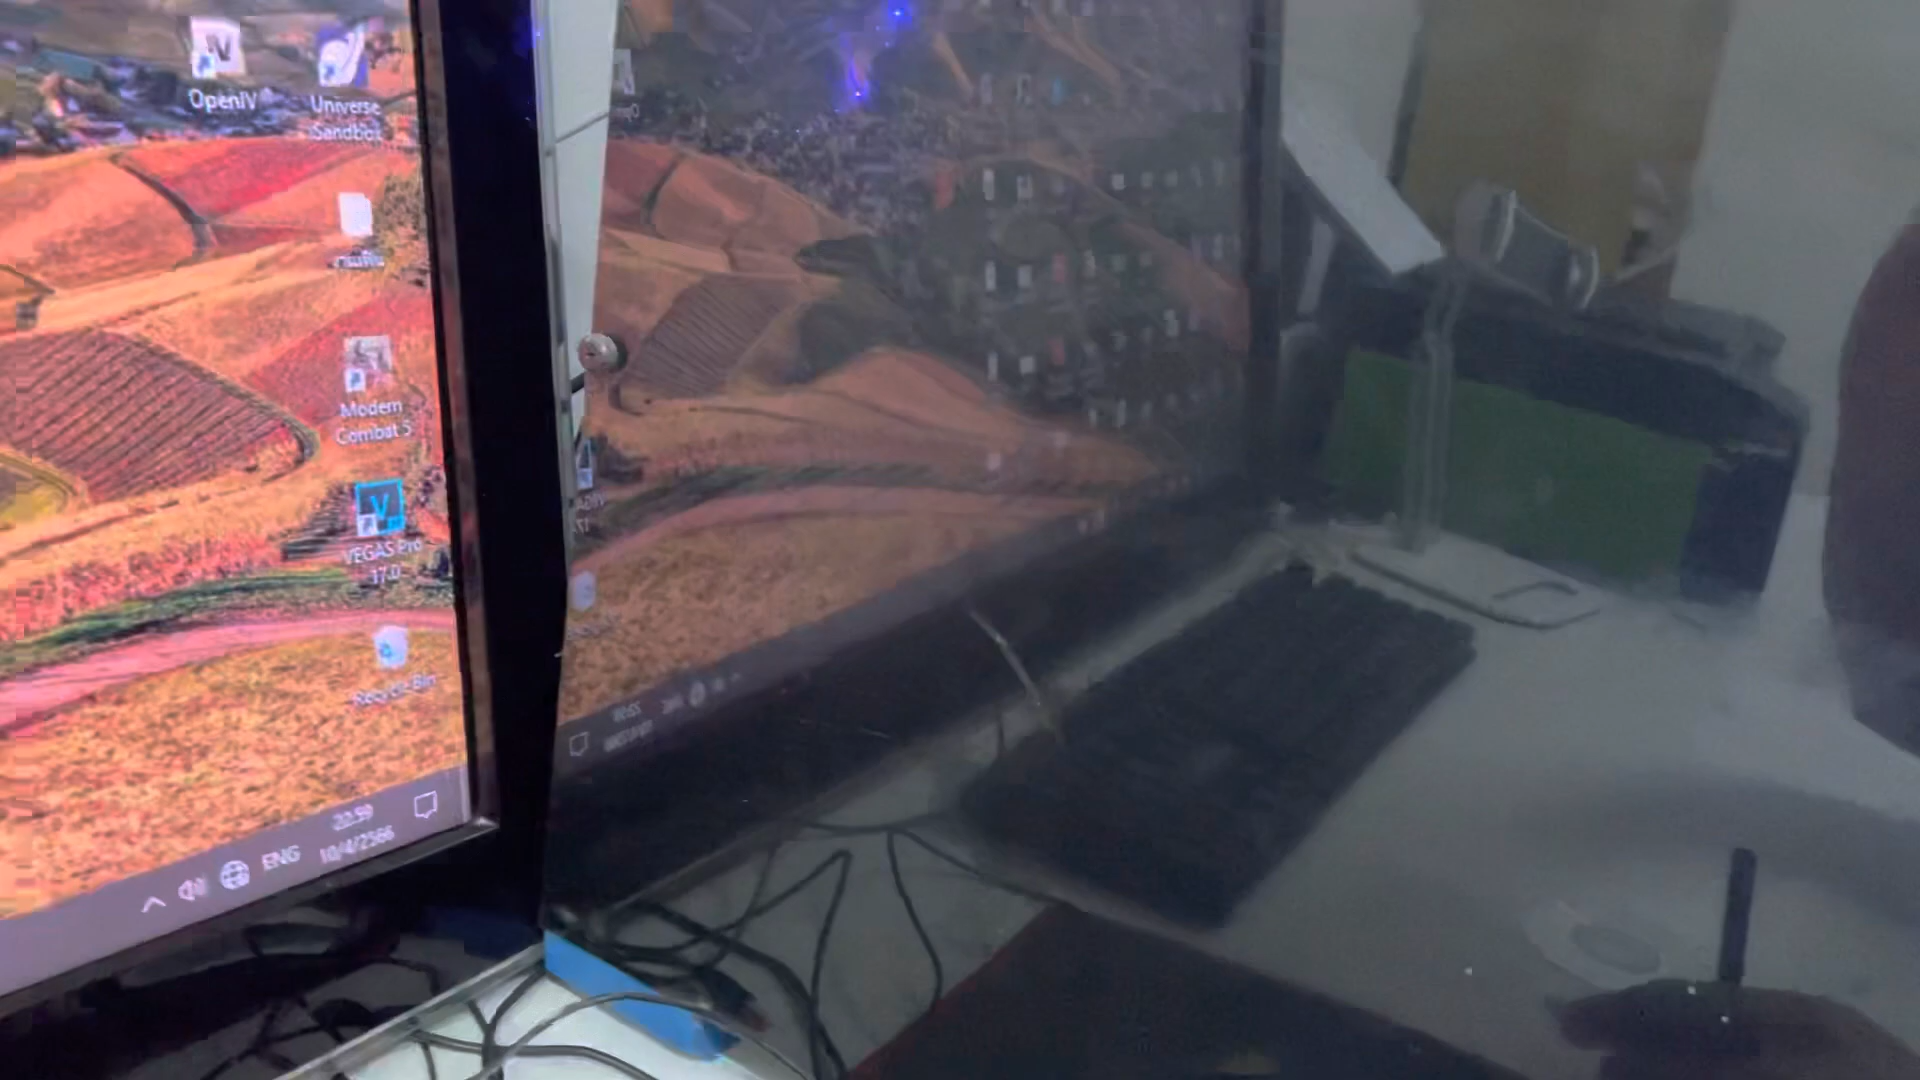 OpenIV
Universe
Sandbox
Modern
Combat 5
VEGAS Pro
17.0
Recycle Bin
ENG
22:59
10/4/2566